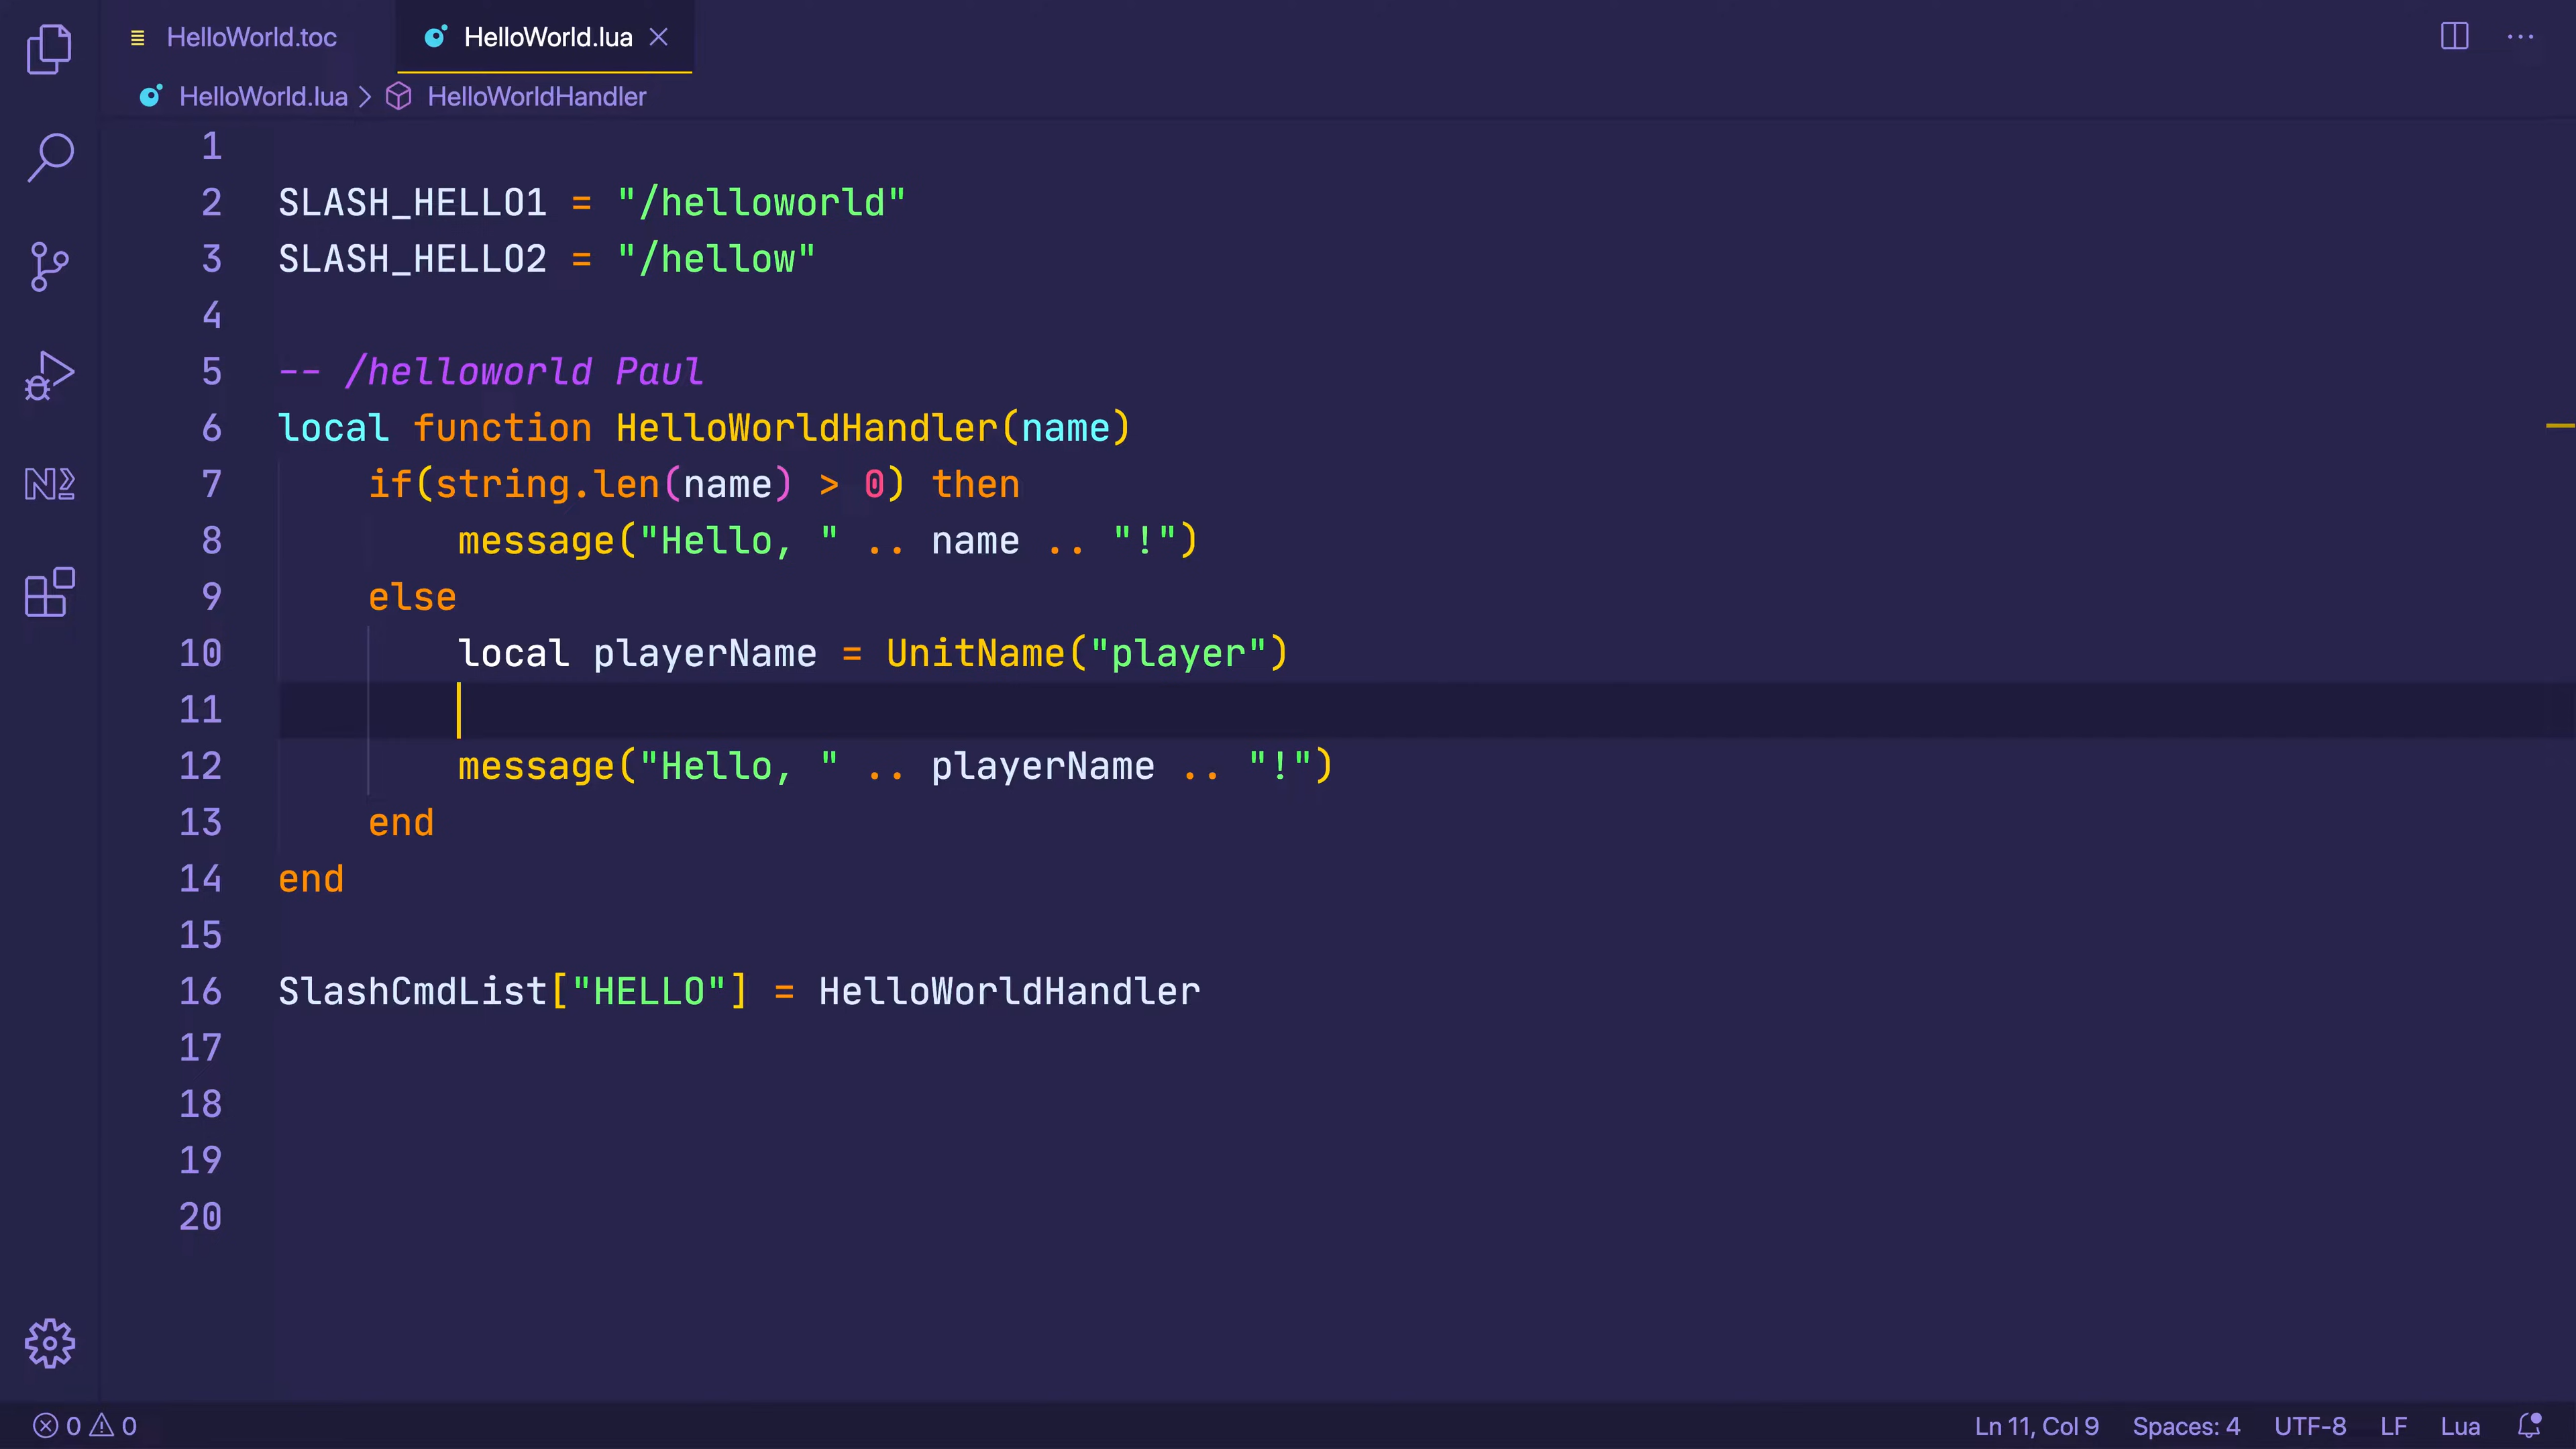 HelloWorld.toc
HelloWorld.lua
HelloWorld.lua
HelloWorldHandler
1
2 SLASH_HELLO1 = "/helloworld"
3 SLASH_HELLO2 = "/hellow"
4
5 -- /helloworld Paul
6 local function HelloWorldHandler(name)
7     if(string.len(name) > 0) then
8         message("Hello, " .. name .. "!")
9     else
10         local playerName = UnitName("player")
11
12         message("Hello, " .. playerName .. "!")
13     end
14 end
15
16 SlashCmdList["HELLO"] = HelloWorldHandler
17
18
19
20
0 0 Ln 11, Col 9 Spaces: 4 UTF-8 LF Lua